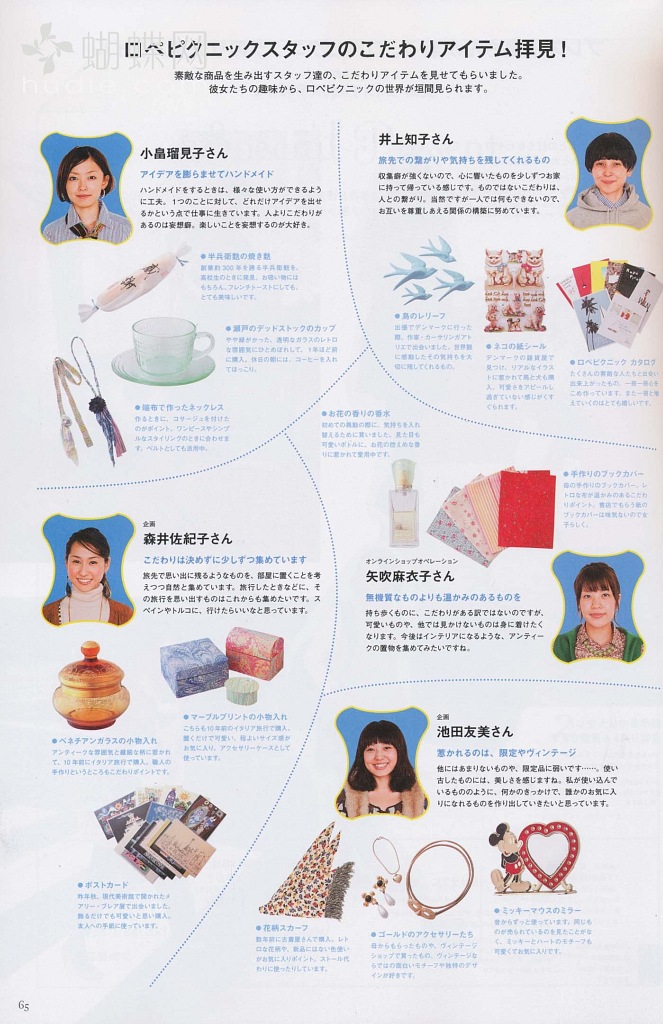 蝴蝶网
hudie
ロペピクニックスタッフのこだわりアイテム拝見！
素敵な商品を生み出すスタッフ達の、こだわりアイテムを見せてもらいました。
彼女たちの趣味から、ロペピクニックの世界が垣間見られます。
小畠瑠見子さん
アイデアを膨らませてハンドメイド
ハンドメイドをするときは、様々な使い方ができるよう
に工夫。1つのことに対して、どれだけアイデアを出せ
るかという点で仕事に生きています。人よりこだわりが
あるのは妄想癖。楽しいことを妄想するのが大好き。
● 半兵衛麩の焼き麩
創業約300年を誇る半兵衛麩を、
高校生のときに発見。お吸い物には
もちろん、フレンチトーストにしても、
とても美味しいです。
● 瀬戸のデッドストックのカップ
やや緑がかった、透明なガラスのレトロ
な雰囲気にひとめぼれして、1年ほど前
に購入。休日の朝には、コーヒーを入れ
てほっこり。
● 端布で作ったネックレス
作るときに、コサージュを付けた
のがポイント。ワンピースやシンプ
ルなスタイリングのときに合わせま
す。ベルトとしても活用中。
井上知子さん
旅先での繋がりや気持ちを残してくれるもの
収集癖が強くないので、心に響いたものを少しずつお家
に持って帰っている感じです。ものではないこだわりは、
人との繋がり。当然ですが一人では何もできないので、
お互いを尊重しあえる関係の構築に努めています。
● 鳥のレリーフ
出張でデンマークに行った
際、作家・カーサリンガアト
リエで出会いました。世界観
に感動したその気持ちを大
切に残してくれるもの。
● ネコの紙シール
デンマークの雑貨屋で
見つけ、リアルなイラス
トに惹かれて馬と犬も購
入。可愛さをアピールし
過ぎていない感じがくす
ぐられます。
● ロペピクニック カタログ
たくさんの素敵な人たちと出会い
出来上がったもの。一冊一冊心を
こめ作っています。また一冊と増
えていくのはとても嬉しいです。
● お花の香りの香水
初めての異動の際に、気持ちを入れ
替えるために買いました。見た目も
可愛いボトルに、お花の控えめな香
りに惹かれて愛用中です。
● 手作りのブックカバー
母の手作りのブックカバー。レ
トロな布が温かみのあるこだわり
ポイント。書店でもらう紙の
ブックカバーは味気ないので女
子らしく。
オンラインショップオペレーション
矢吹麻衣子さん
無機質なものよりも温かみのあるものを
持ち歩くものに、こだわりがある訳ではないのですが、
可愛いものや、他では見かけないものは身に着けたく
なります。今後はインテリアになるような、アンティー
クの置物を集めてみたいですね。
企画
森井佐紀子さん
こだわりは決めずに少しずつ集めています
旅先で思い出に残るようなものを、部屋に置くことを考
えつつ自然と集めています。旅行したときなどに、そ
の旅行を思い出すものはこれからも集めたいです。ス
ペインやトルコに、行けたらいいなと思っています。
● ベネチアンガラスの小物入れ
アンティークな雰囲気と繊細な柄に惹かれ
て、10年前にイタリア旅行で購入。職人の
手作りというところもこだわりポイントです。
● マーブルプリントの小物入れ
こちらも10年前のイタリア旅行で購入。
置くだけで可愛い、程よいサイズ感が
お気に入り。アクセサリーケースとして
使っています。
● ポストカード
昨年秋、現代美術館で開かれたメ
アリー・ブレア展で出会いました。
飾るだけでも可愛いと思い購入。
友人への手紙に使っています。
企画
池田友美さん
惹かれるのは、限定やヴィンテージ
他にはあまりないものや、限定品に弱いです……。使い
古したものには、美しさを感じますね。私が使い込んで
いるもののように、何かのきっかけで、誰かのお気に入
りになれるものを作り出していきたいと思っています。
● 花柄スカーフ
数年前に古着屋さんで購入。レト
ロな花柄や、新品にはない色使い
がお気に入りポイント。ストール代
わりに使ったりしています。
● ゴールドのアクセサリーたち
母からもらったものや、ヴィンテージ
ショップで買ったもの。ヴィンテージな
らではの面白いモチーフや独特のデザ
インが好きです。
● ミッキーマウスのミラー
昔からずっと使っています。同じも
のが売られているのを見たことがな
く、ミッキーとハートのモチーフも
可愛くてお気に入りです。
65